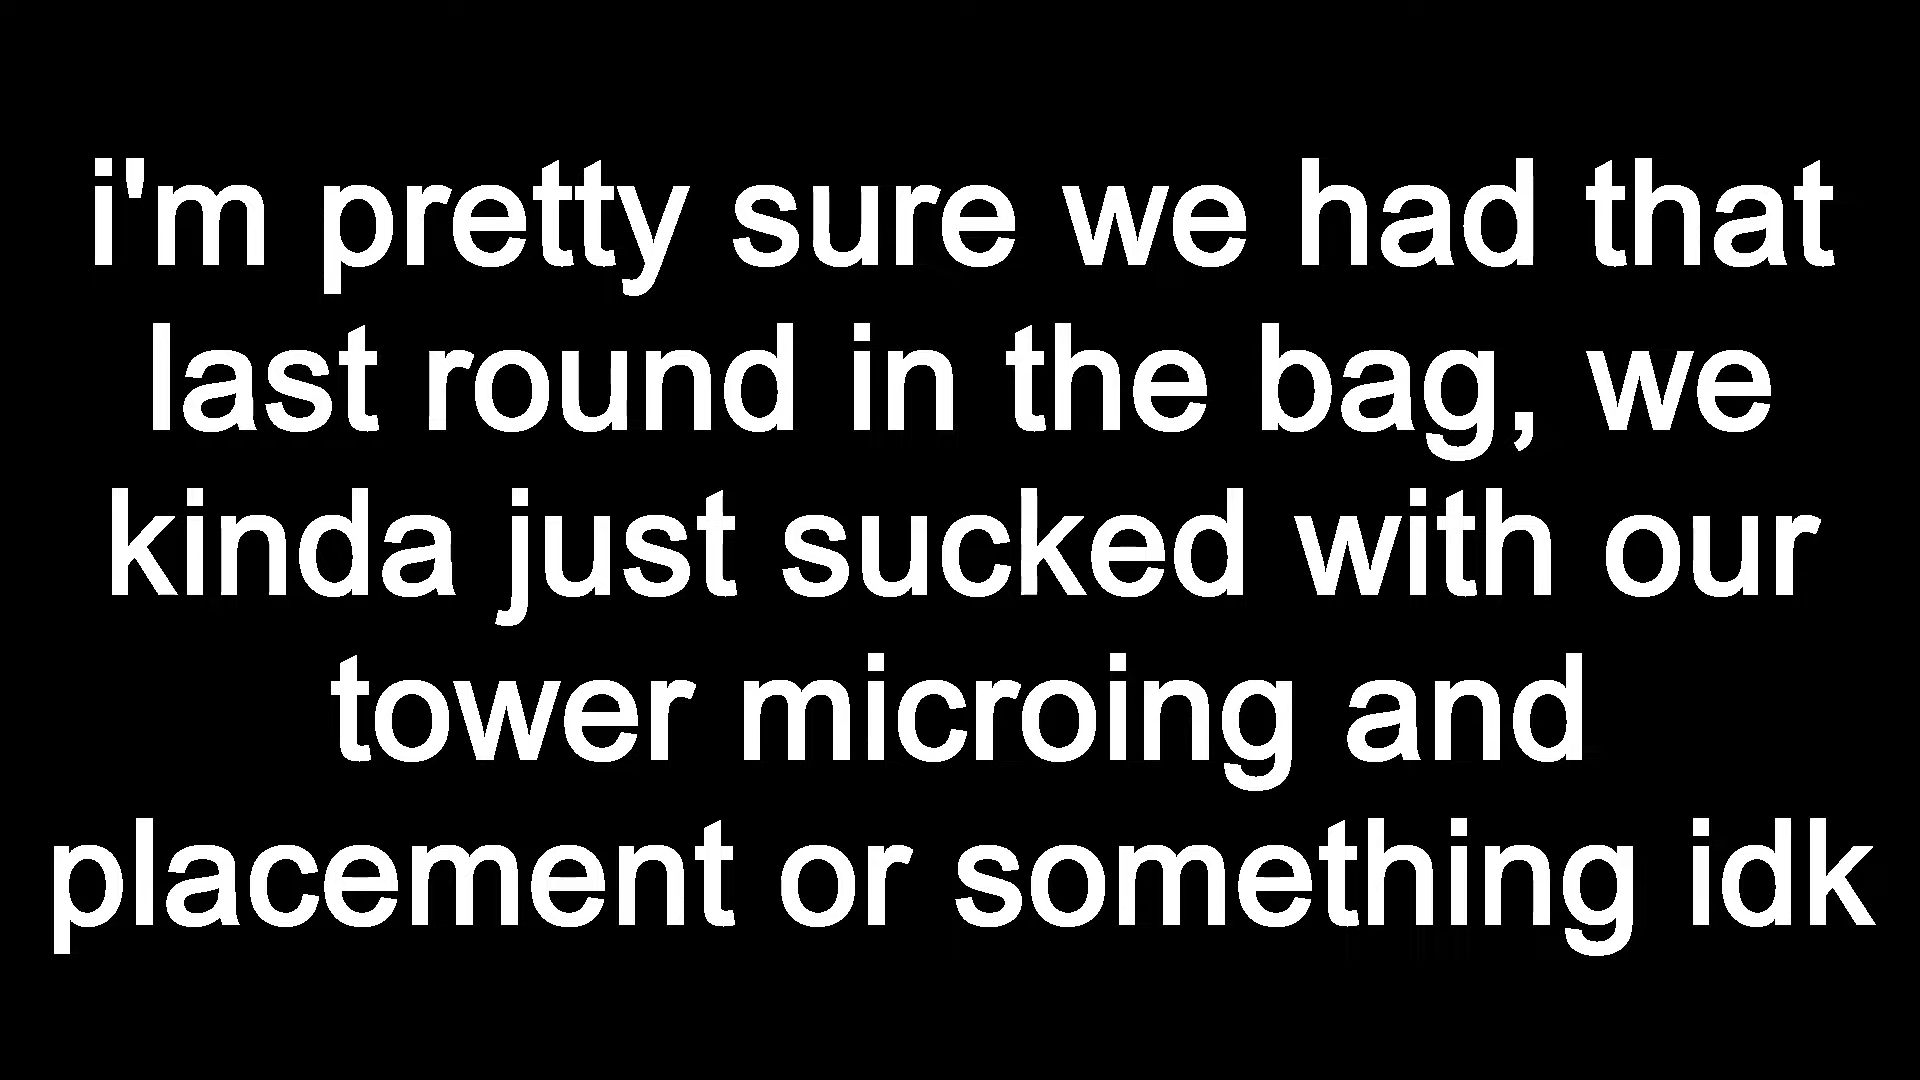 i'm pretty sure we had that
last round in the bag, we
kinda just sucked with our
tower microing and
placement or something idk